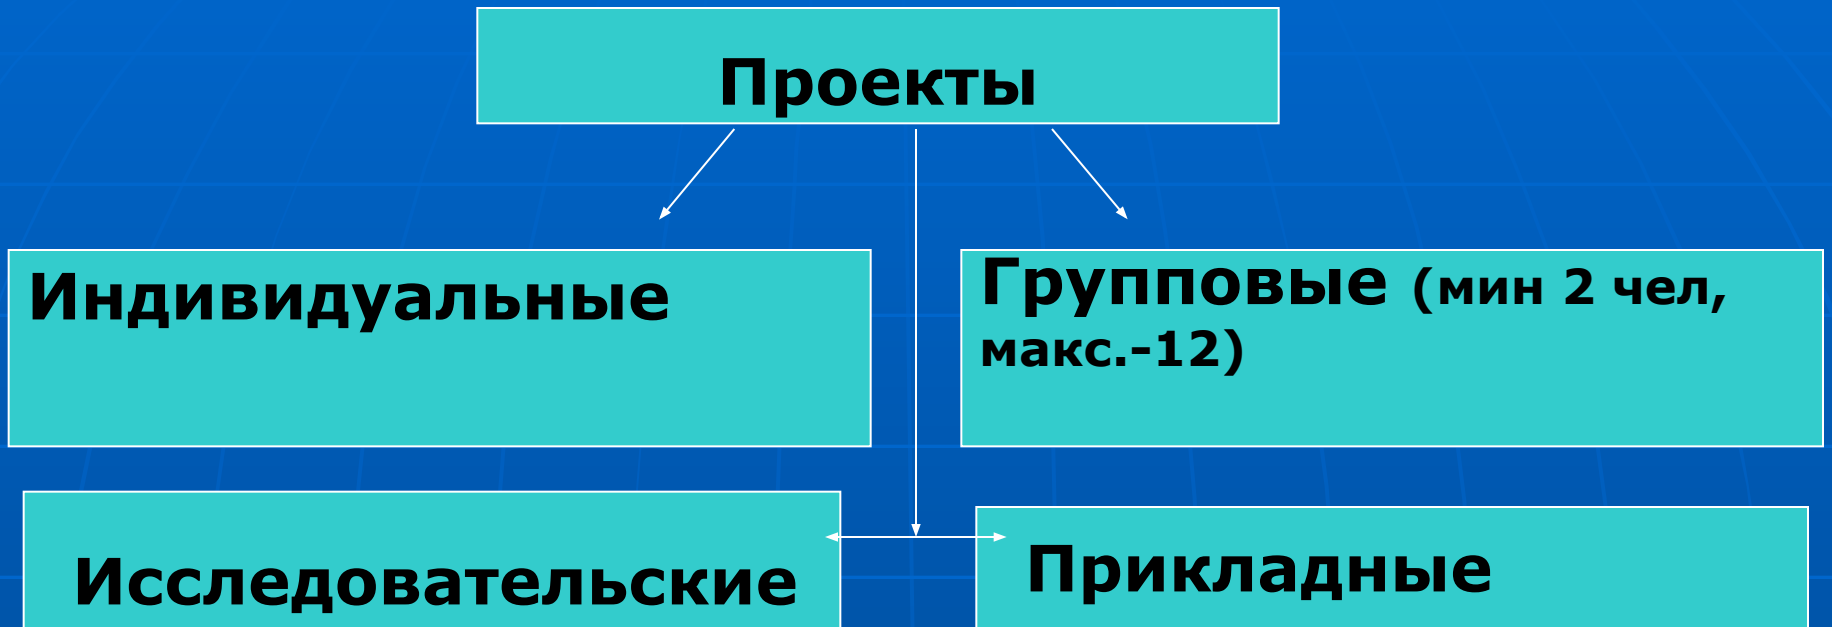 Проекты
Индивидуальные
Групповые (мин 2 чел,
макс.-12)
Исследовательские
Прикладные